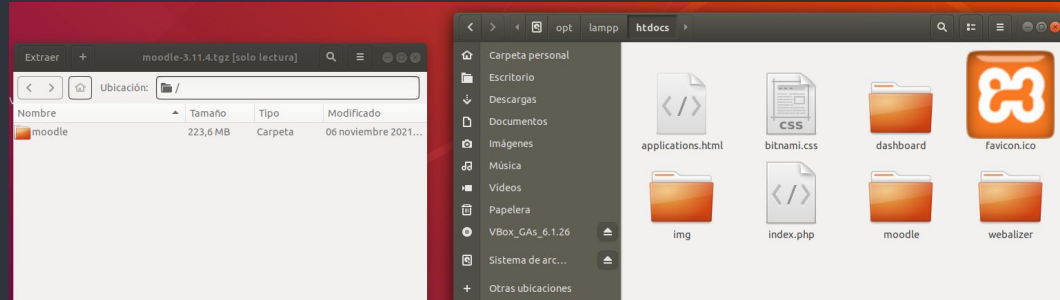 Extraer
moodle-3.11.4.tgz [solo lectura]
Ubicación: /
Nombre Tamaño Tipo Modificado
moodle 223,6 MB Carpeta 06 noviembre 2021...
opt lampp htdocs
Carpeta personal
Escritorio
Descargas
Documentos
Imágenes
Música
Vídeos
Papelera
VBox_GAs_6.1.26
Sistema de arc...
+ Otras ubicaciones
applications.html
CSS
bitnami.css
dashboard
favicon.ico
img
index.php
moodle
webalizer